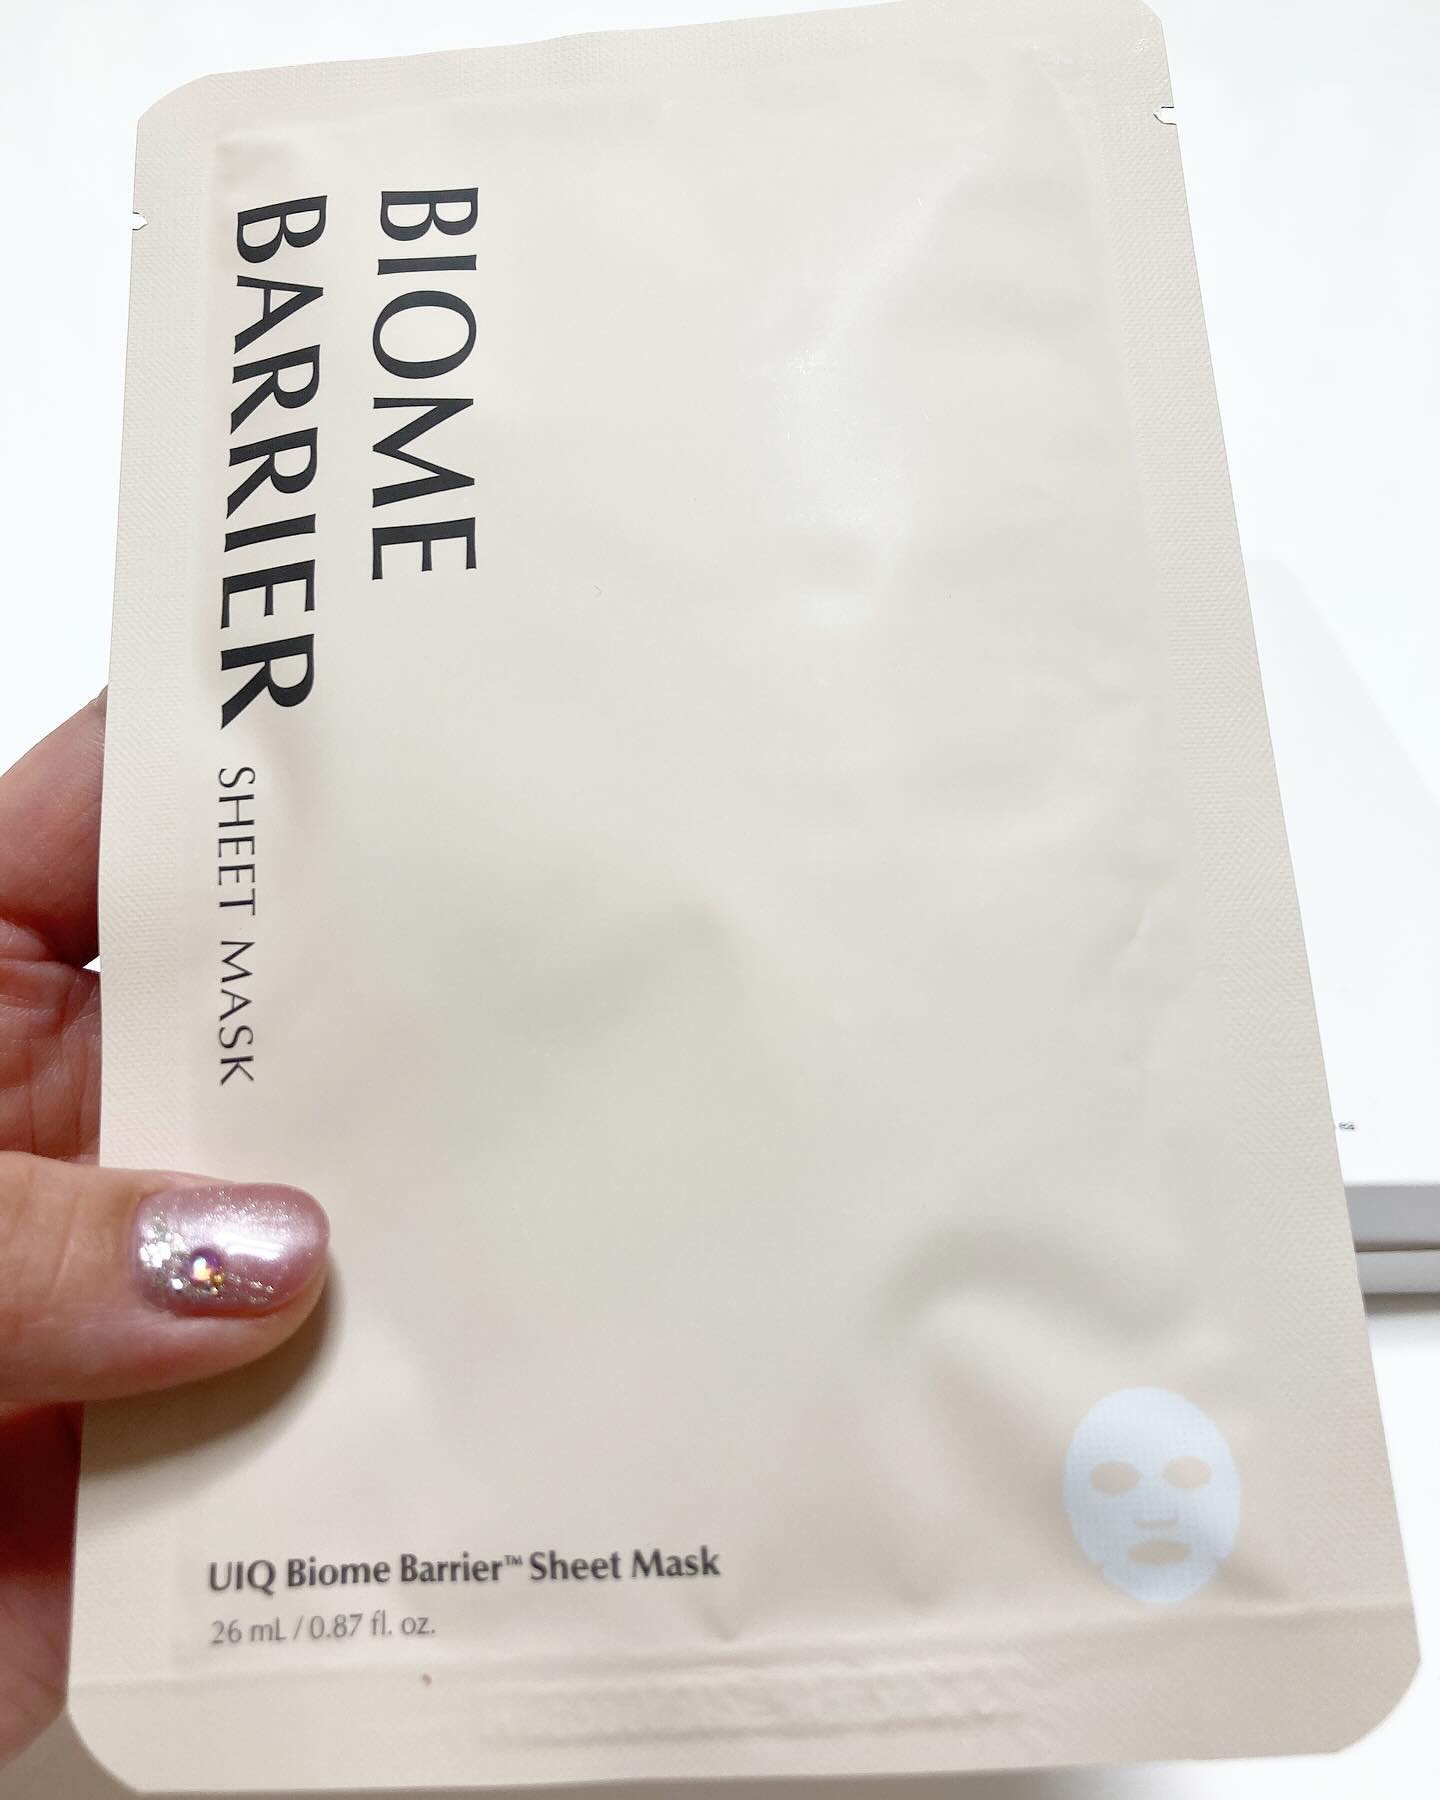 BIOME
BARRIER SHEET MASK
UIQ Biome Barrier™ Sheet Mask
26 mL / 0.87 fl. oz.